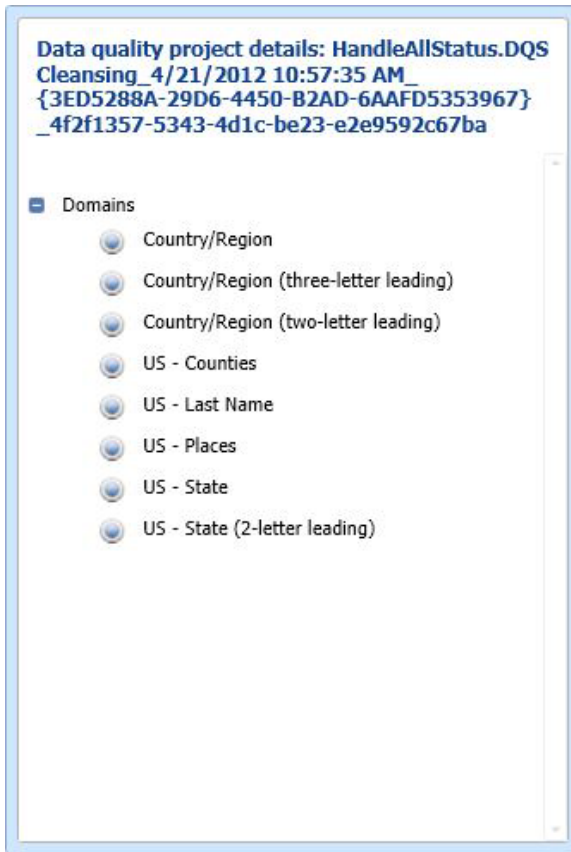 Data quality project details: HandleAllStatus.DQS
Cleansing_4/21/2012 10:57:35 AM_
{3ED5288A-29D6-4450-B2AD-6AAFD5353967}
_4f2f1357-5343-4d1c-be23-e2e9592c67ba
Domains
Country/Region
Country/Region (three-letter leading)
Country/Region (two-letter leading)
US - Counties
US - Last Name
US - Places
US - State
US - State (2-letter leading)